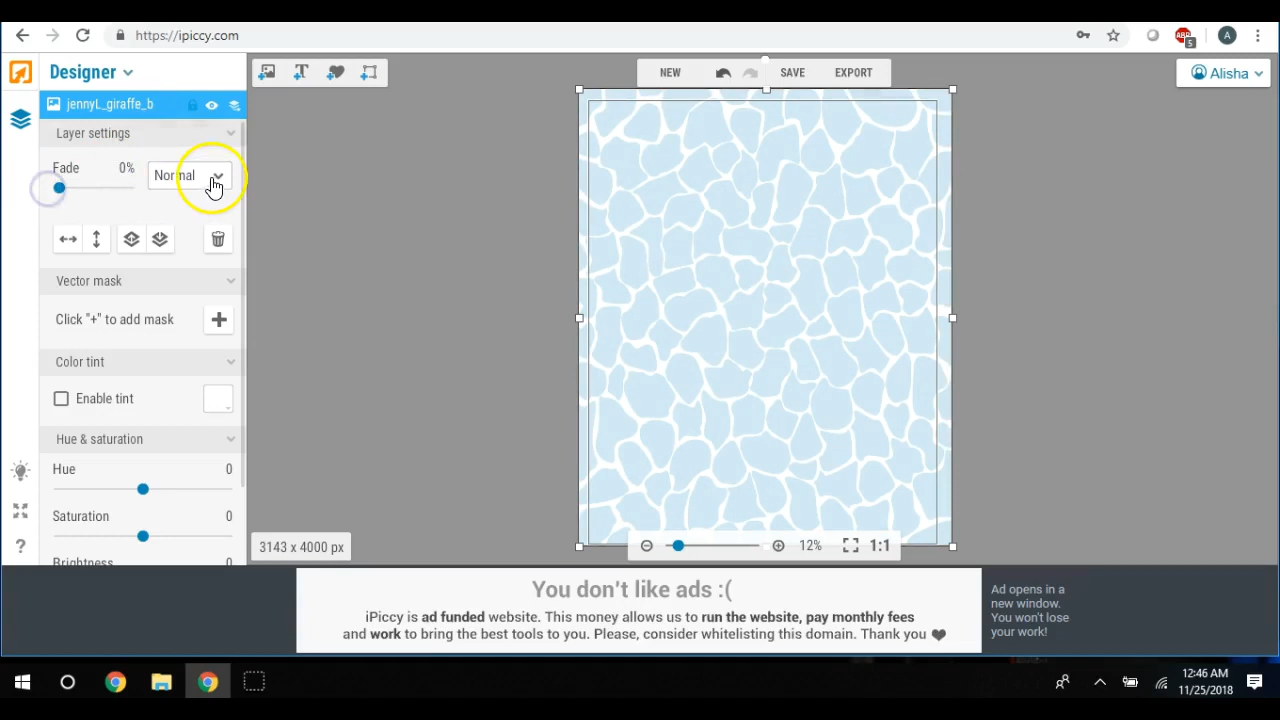 https://ipiccy.com
ABP
5
A
Designer
NEW
SAVE
EXPORT
Alisha
jennyL_giraffe_b
Layer settings
Fade 0%
Normal
Vector mask
Click "+" to add mask
Color tint
Enable tint
Hue & saturation
Hue 0
Saturation 0
Brightness 0
3143 x 4000 px
12%
1:1
?
You don't like ads :(
iPiccy is ad funded website. This money allows us to run the website, pay monthly fees
and work to bring the best tools to you. Please, consider whitelisting this domain. Thank you
Ad opens in a
new window.
You won't lose
your work!
12:46 AM
11/25/2018